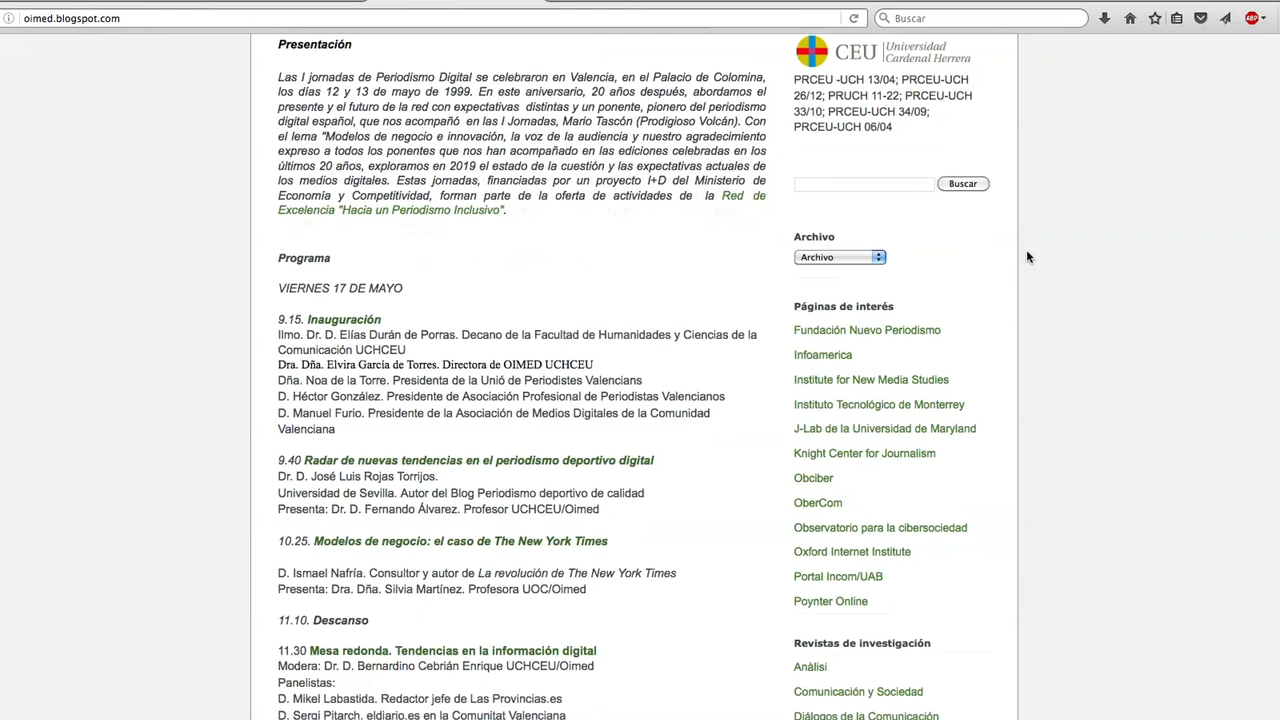 oimed.blogspot.com
Buscar
ABP
Presentación
Las I jornadas de Periodismo Digital se celebraron en Valencia, en el Palacio de Colomina,
los días 12 y 13 de mayo de 1999. En este aniversario, 20 años después, abordamos el
presente y el futuro de la red con expectativas distintas y un ponente, pionero del periodismo
digital español, que nos acompañó en las I Jornadas, Mario Tascón (Prodigioso Volcán). Con
el lema "Modelos de negocio e innovación, la voz de la audiencia y nuestro agradecimiento
expreso a todos los ponentes que nos han acompañado en las ediciones celebradas en los
últimos 20 años, exploramos en 2019 el estado de la cuestión y las expectativas actuales de
los medios digitales. Estas jornadas, financiadas por un proyecto I+D del Ministerio de
Economía y Competitividad, forman parte de la oferta de actividades de la Red de
Excelencia "Hacia un Periodismo Inclusivo".
Programa
VIERNES 17 DE MAYO
9.15. Inauguración
Ilmo. Dr. D. Elías Durán de Porras. Decano de la Facultad de Humanidades y Ciencias de la
Comunicación UCHCEU
Dra. Dña. Elvira García de Torres. Directora de OIMED UCHCEU
Dña. Noa de la Torre. Presidenta de la Unió de Periodistes Valencians
D. Héctor González. Presidente de Asociación Profesional de Periodistas Valencianos
D. Manuel Furio. Presidente de la Asociación de Medios Digitales de la Comunidad
Valenciana
9.40 Radar de nuevas tendencias en el periodismo deportivo digital
Dr. D. José Luis Rojas Torrijos.
Universidad de Sevilla. Autor del Blog Periodismo deportivo de calidad
Presenta: Dr. D. Fernando Álvarez. Profesor UCHCEU/Oimed
10.25. Modelos de negocio: el caso de The New York Times
D. Ismael Nafría. Consultor y autor de La revolución de The New York Times
Presenta: Dra. Dña. Silvia Martínez. Profesora UOC/Oimed
11.10. Descanso
11.30 Mesa redonda. Tendencias en la información digital
Modera: Dr. D. Bernardino Cebrián Enrique UCHCEU/Oimed
Panelistas:
D. Mikel Labastida. Redactor jefe de Las Provincias.es
D. Sergi Pitarch. eldiario.es en la Comunitat Valenciana
CEU Universidad
Cardenal Herrera
PRCEU -UCH 13/04; PRCEU-UCH
26/12; PRUCH 11-22; PRCEU-UCH
33/10; PRCEU-UCH 34/09;
PRCEU-UCH 06/04
Buscar
Archivo
Archivo
Páginas de interés
Fundación Nuevo Periodismo
Infoamerica
Institute for New Media Studies
Instituto Tecnológico de Monterrey
J-Lab de la Universidad de Maryland
Knight Center for Journalism
Obciber
OberCom
Observatorio para la cibersociedad
Oxford Internet Institute
Portal Incom/UAB
Poynter Online
Revistas de investigación
Anàlisi
Comunicación y Sociedad
Diálogos de la Comunicación